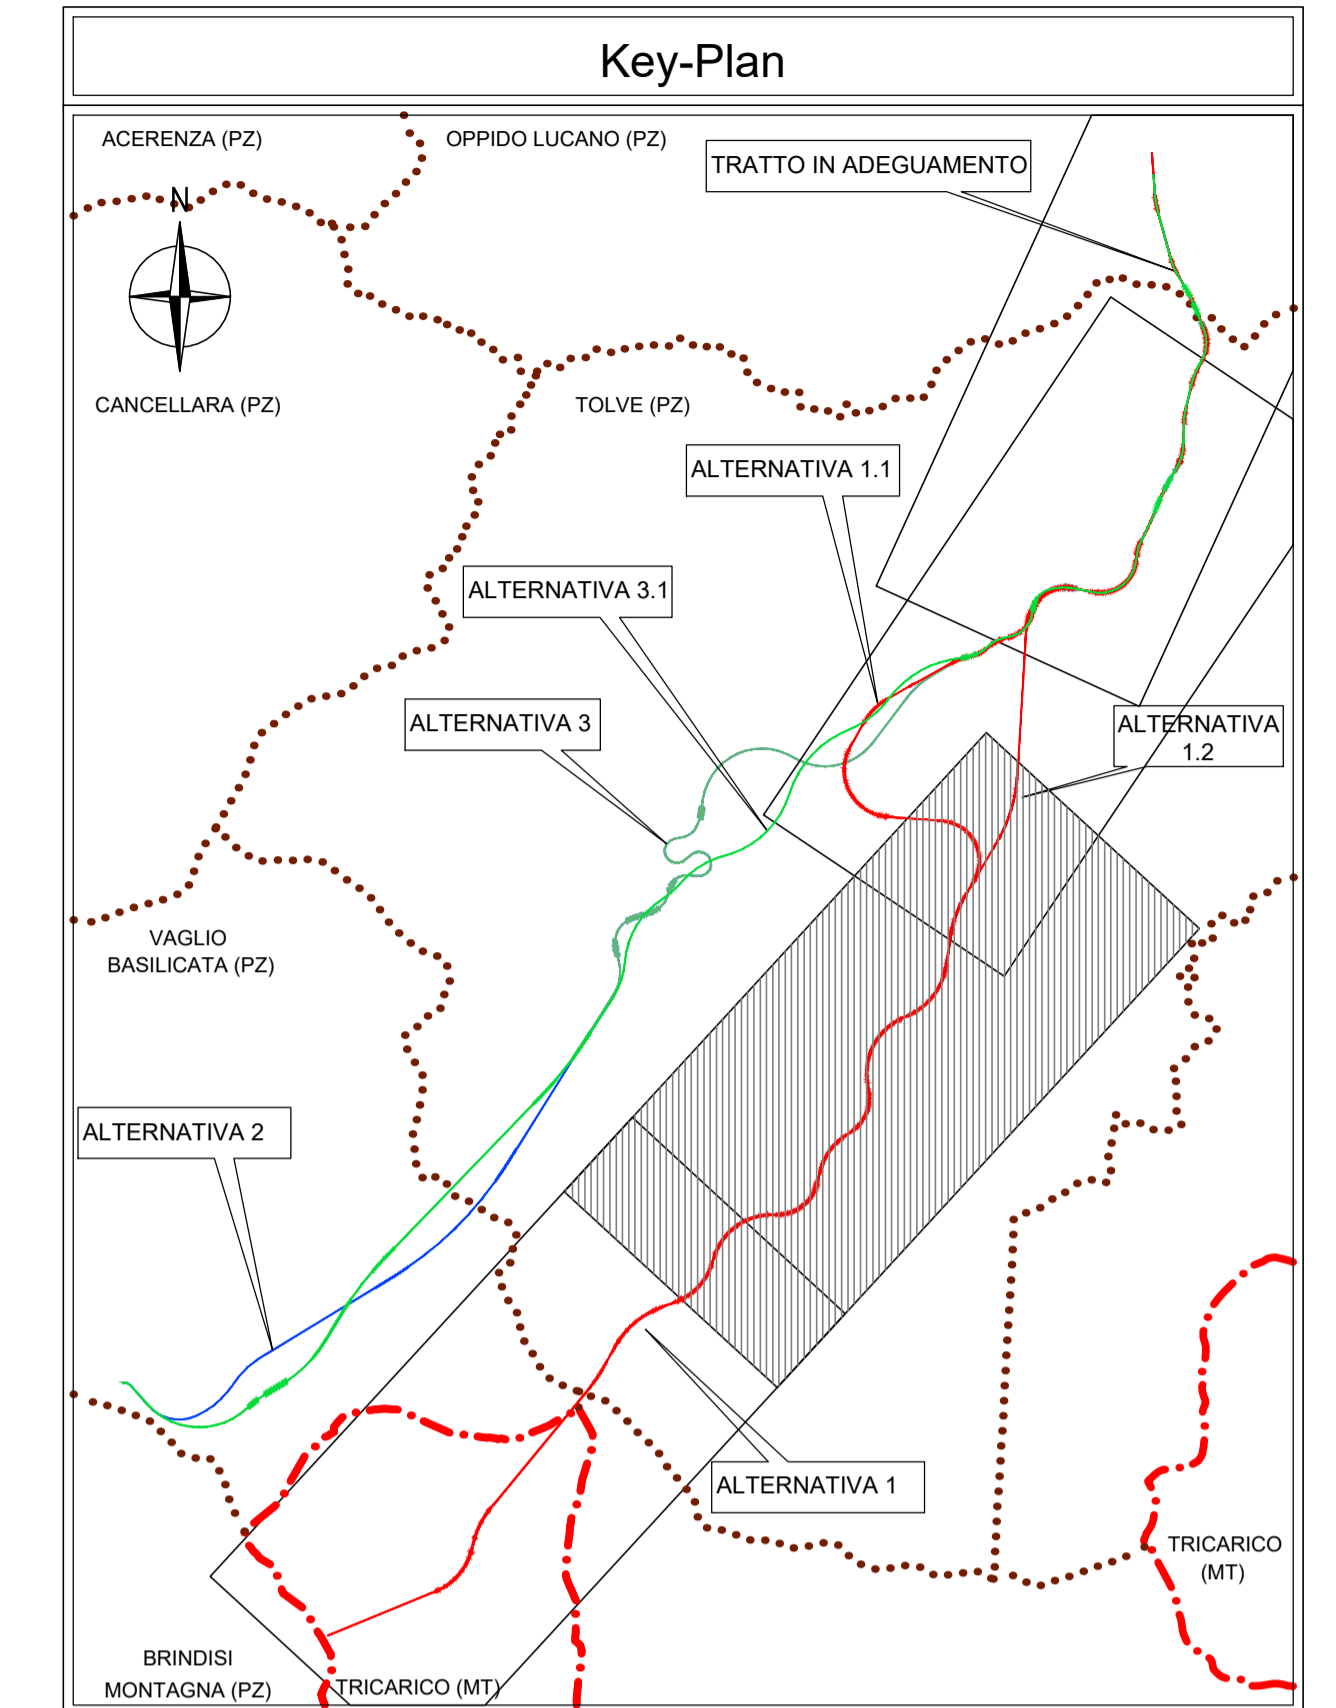 Key-Plan
ACERENZA (PZ)
OPPIDO LUCANO (PZ)
TRATTO IN ADEGUAMENTO
N
CANCELLARA (PZ)
TOLVE (PZ)
ALTERNATIVA 1.1
ALTERNATIVA 3.1
ALTERNATIVA 3
ALTERNATIVA
1.2
VAGLIO
BASILICATA (PZ)
ALTERNATIVA 2
ALTERNATIVA 1
TRICARICO
(MT)
BRINDISI
MONTAGNA (PZ)
TRICARICO (MT)